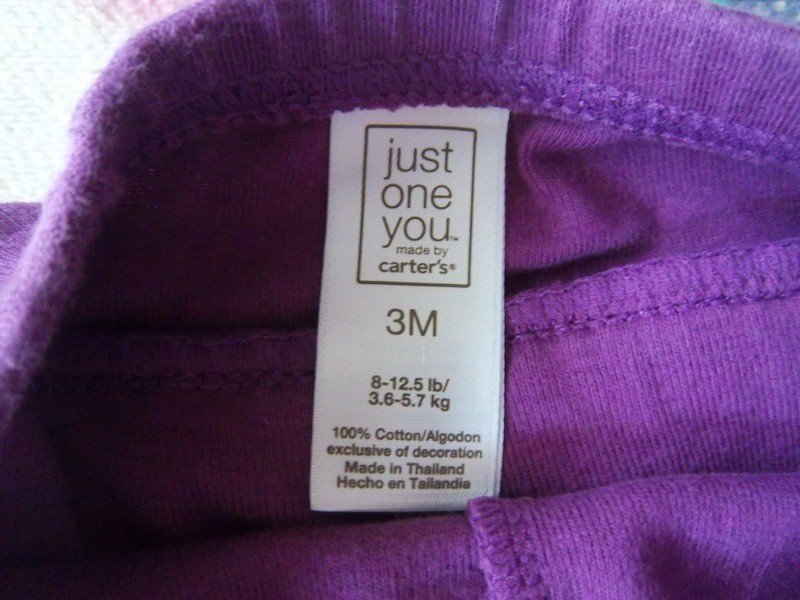 just
one
you™
made by
carter's®
3M
8-12.5 lb/
3.6-5.7 kg
100% Cotton/Algodon
exclusive of decoration
Made in Thailand
Hecho en Tailandia